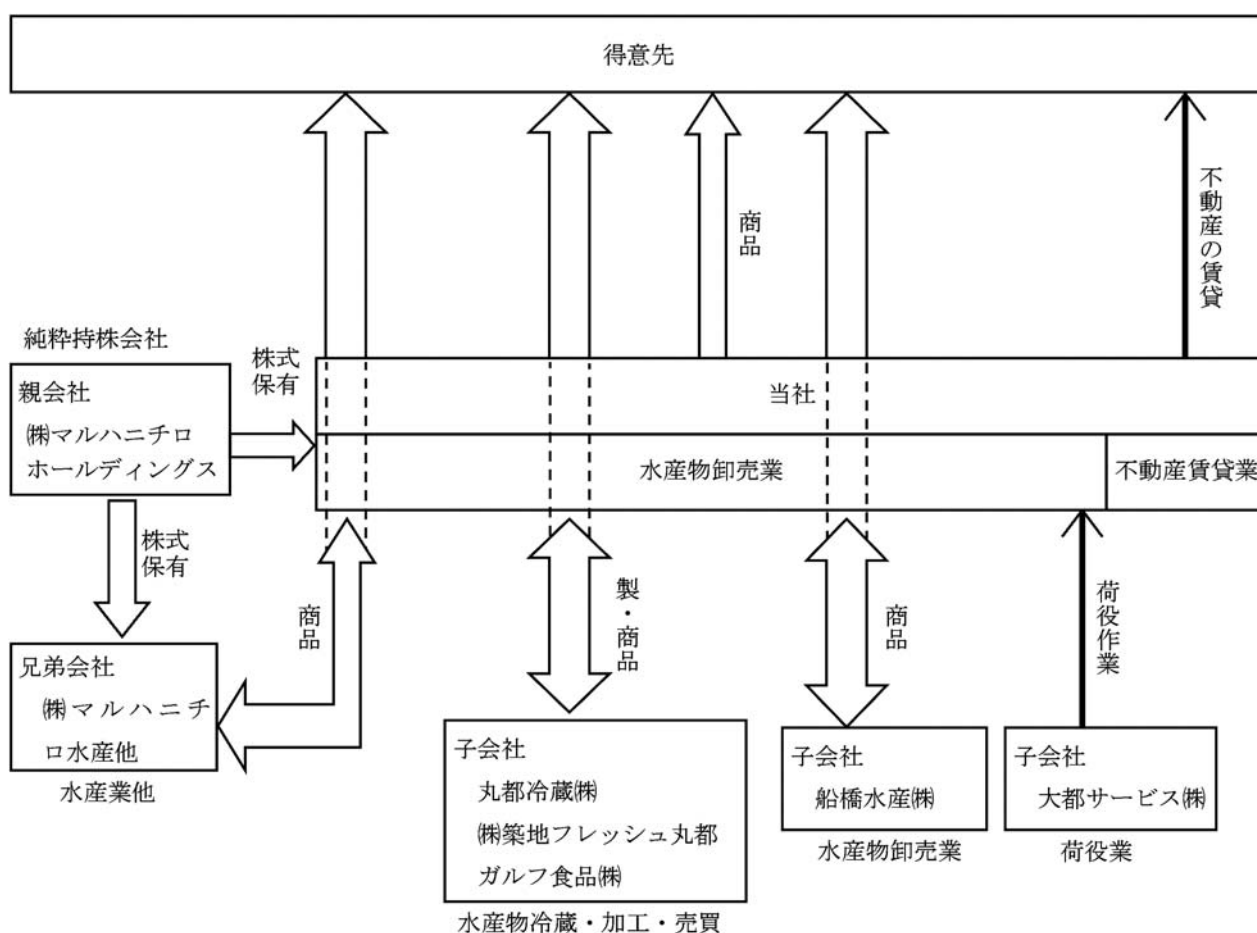 得意先
商品
不動産の賃貸
純粋持株会社
親会社
㈱マルハニチロ
ホールディングス
株式
保有
当社
水産物卸売業
不動産賃貸業
株式
保有
商品
製・商品
商品
荷役作業
兄弟会社
㈱マルハニチ
ロ水産他
水産業他
子会社
丸都冷蔵㈱
㈱築地フレッシュ丸都
ガルフ食品㈱
水産物冷蔵・加工・売買
子会社
船橋水産㈱
水産物卸売業
子会社
大都サービス㈱
荷役業